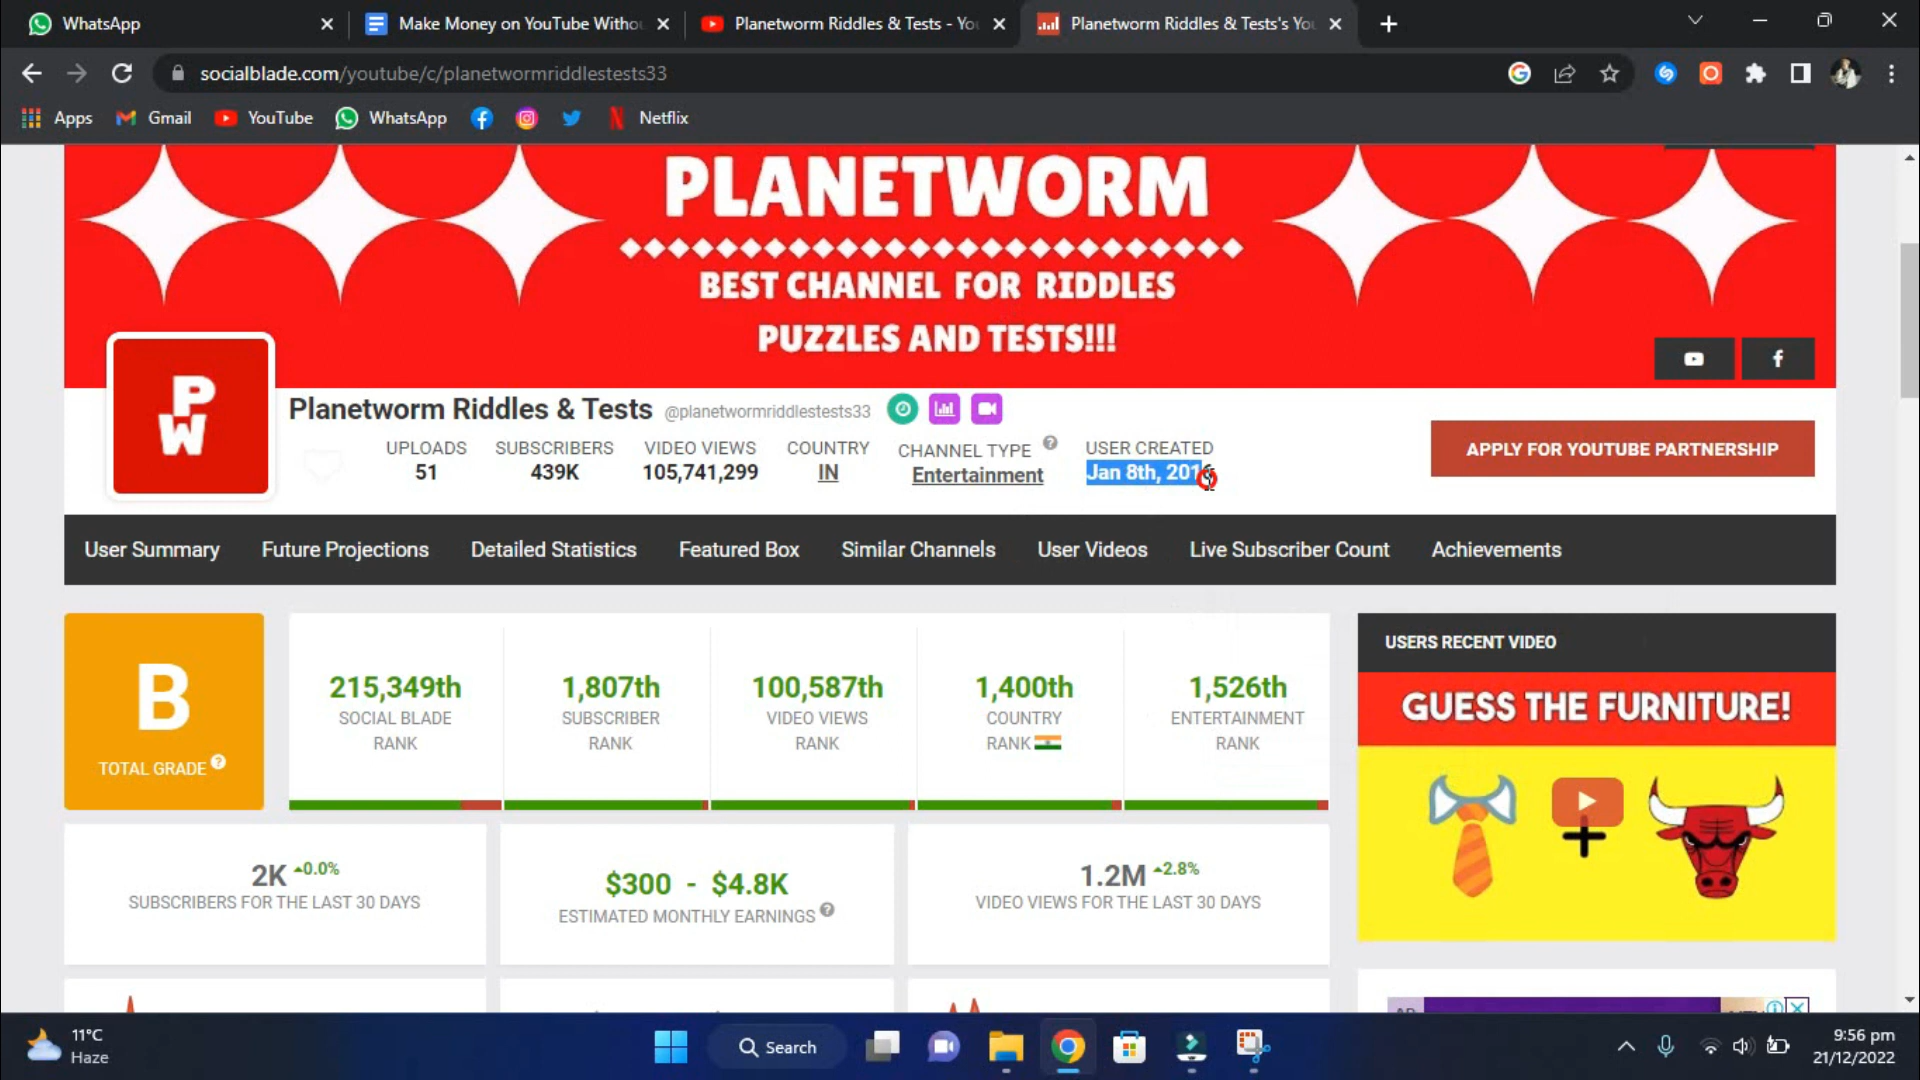 WhatsApp
Make Money on YouTube Witho
Planetworm Riddles & Tests - Yo
Planetworm Riddles & Tests's Yo
socialblade.com/youtube/c/planetwormriddlestests33
Apps
Gmail
YouTube
WhatsApp
Netflix
PLANETWORM
BEST CHANNEL FOR RIDDLES
PUZZLES AND TESTS!!!
P
W
Planetworm Riddles & Tests @planetwormriddlestests33
UPLOADS
51
SUBSCRIBERS
439K
VIDEO VIEWS
105,741,299
COUNTRY
IN
CHANNEL TYPE
Entertainment
USER CREATED
Jan 8th, 2016
APPLY FOR YOUTUBE PARTNERSHIP
User Summary
Future Projections
Detailed Statistics
Featured Box
Similar Channels
User Videos
Live Subscriber Count
Achievements
B
TOTAL GRADE
215,349th
SOCIAL BLADE
RANK
1,807th
SUBSCRIBER
RANK
100,587th
VIDEO VIEWS
RANK
1,400th
COUNTRY
RANK
1,526th
ENTERTAINMENT
RANK
USERS RECENT VIDEO
GUESS THE FURNITURE!
2K 0.0%
SUBSCRIBERS FOR THE LAST 30 DAYS
$300 - $4.8K
ESTIMATED MONTHLY EARNINGS
1.2M 2.8%
VIDEO VIEWS FOR THE LAST 30 DAYS
11°C
Haze
Search
9:56 pm
21/12/2022